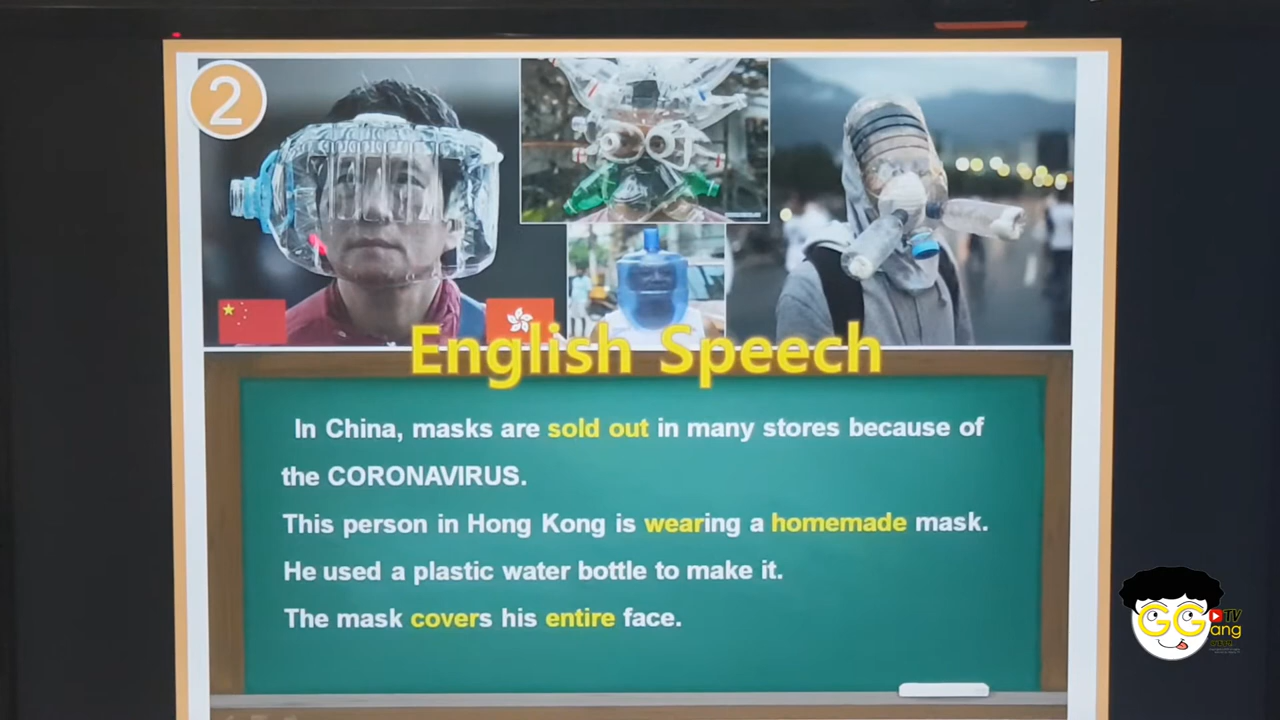 2
English Speech
In China, masks are sold out in many stores because of
the CORONAVIRUS.
This person in Hong Kong is wearing a homemade mask.
He used a plastic water bottle to make it.
The mask covers his entire face.
GG
TV
ang